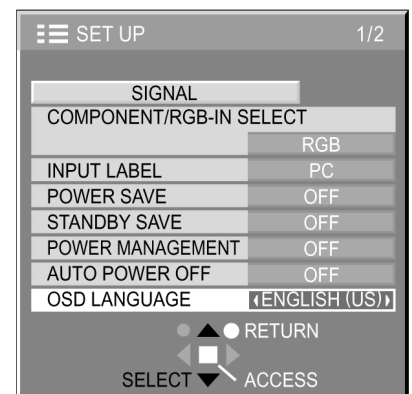 SET UP 1/2
SIGNAL
COMPONENT/RGB-IN SELECT
RGB
INPUT LABEL PC
POWER SAVE OFF
STANDBY SAVE OFF
POWER MANAGEMENT OFF
AUTO POWER OFF OFF
OSD LANGUAGE ENGLISH (US)
RETURN
SELECT ACCESS